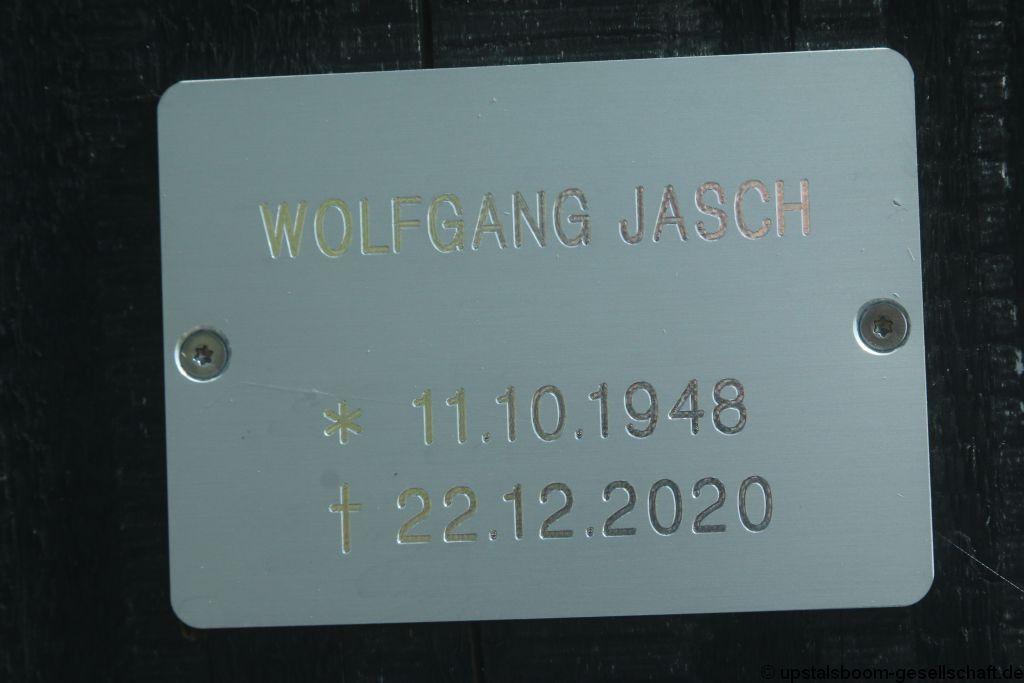 WOLFGANG JASCH
* 11.10.1948
† 22.12.2020
© upstalsboom-gesellschaft.de